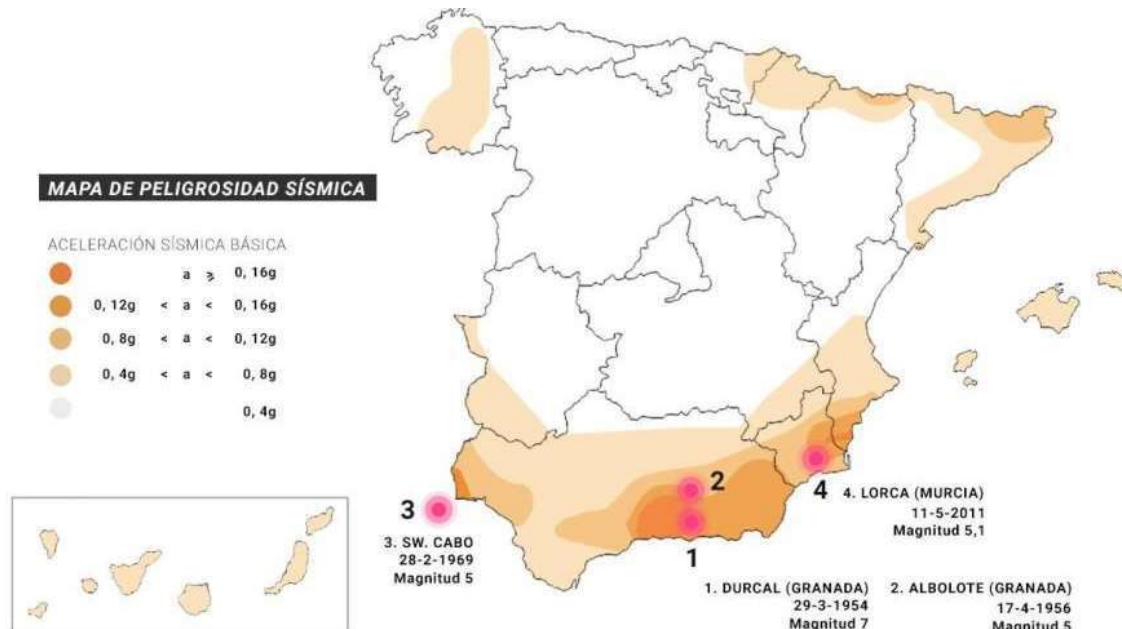 MAPA DE PELIGROSIDAD SÍSMICA
ACELERACIÓN SÍSMICA BÁSICA
a ⩾ 0, 16g
0, 12g < a < 0, 16g
0, 8g < a < 0, 12g
0, 4g < a < 0, 8g
0, 4g
2
3
4
1
4. LORCA (MURCIA)
11-5-2011
Magnitud 5,1
3. SW. CABO
28-2-1969
Magnitud 5
1. DURCAL (GRANADA)
29-3-1954
Magnitud 7
2. ALBOLOTE (GRANADA)
17-4-1956
Magnitud 5